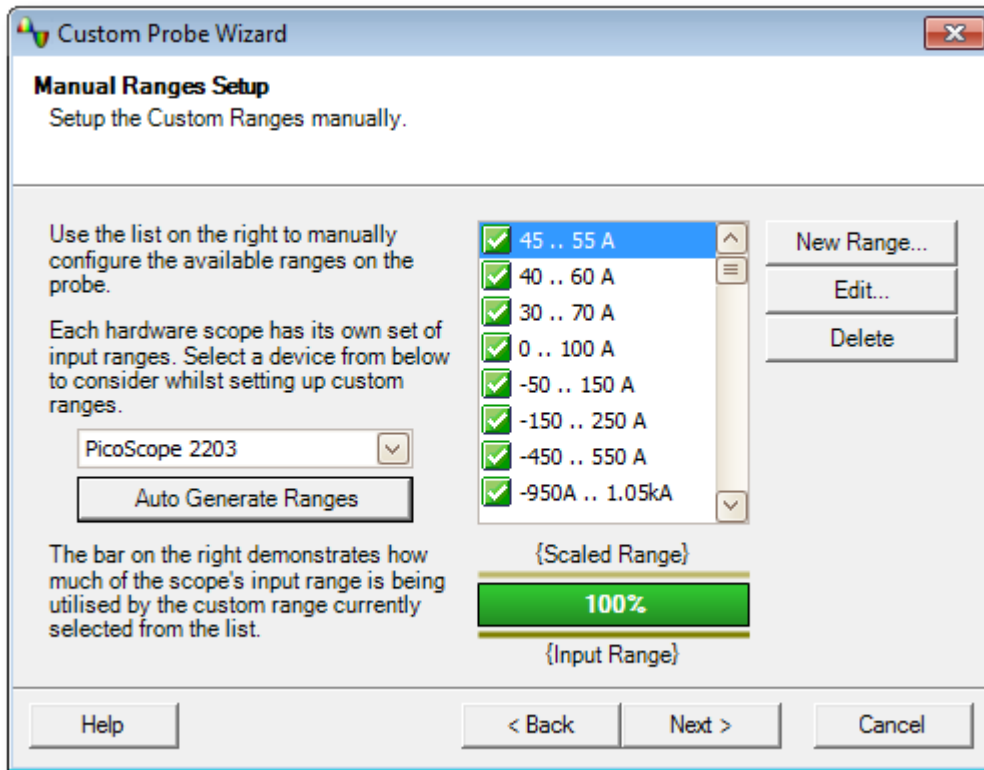 Custom Probe Wizard
Manual Ranges Setup
Setup the Custom Ranges manually.
Use the list on the right to manually
configure the available ranges on the
probe.
Each hardware scope has its own set of
input ranges. Select a device from below
to consider whilst setting up custom
ranges.
PicoScope 2203
Auto Generate Ranges
The bar on the right demonstrates how
much of the scope's input range is being
utilised by the custom range currently
selected from the list.
45 .. 55 A
40 .. 60 A
30 .. 70 A
0 .. 100 A
-50 .. 150 A
-150 .. 250 A
-450 .. 550 A
-950A .. 1.05kA
{Scaled Range}
100%
{Input Range}
New Range...
Edit...
Delete
Help
< Back
Next >
Cancel